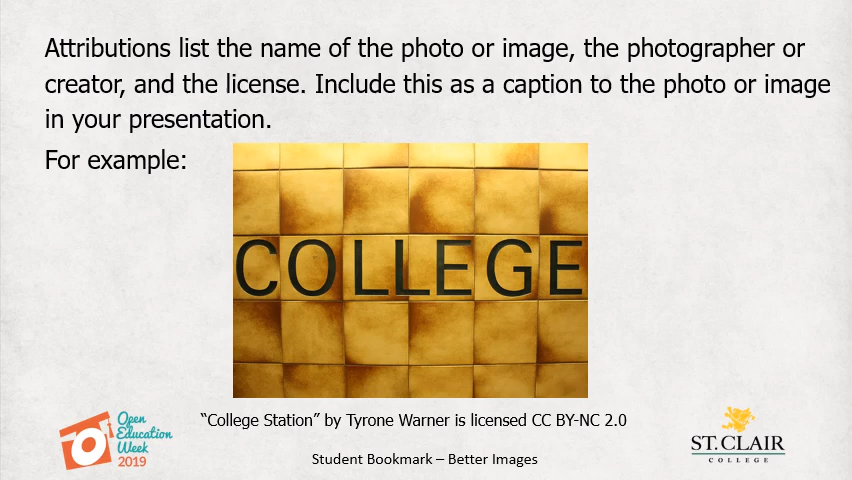 Attributions list the name of the photo or image, the photographer or
creator, and the license. Include this as a caption to the photo or image
in your presentation.
For example:
COLLEGE
“College Station” by Tyrone Warner is licensed CC BY-NC 2.0
Open
Education
Week
2019
Student Bookmark – Better Images
ST. CLAIR
COLLEGE